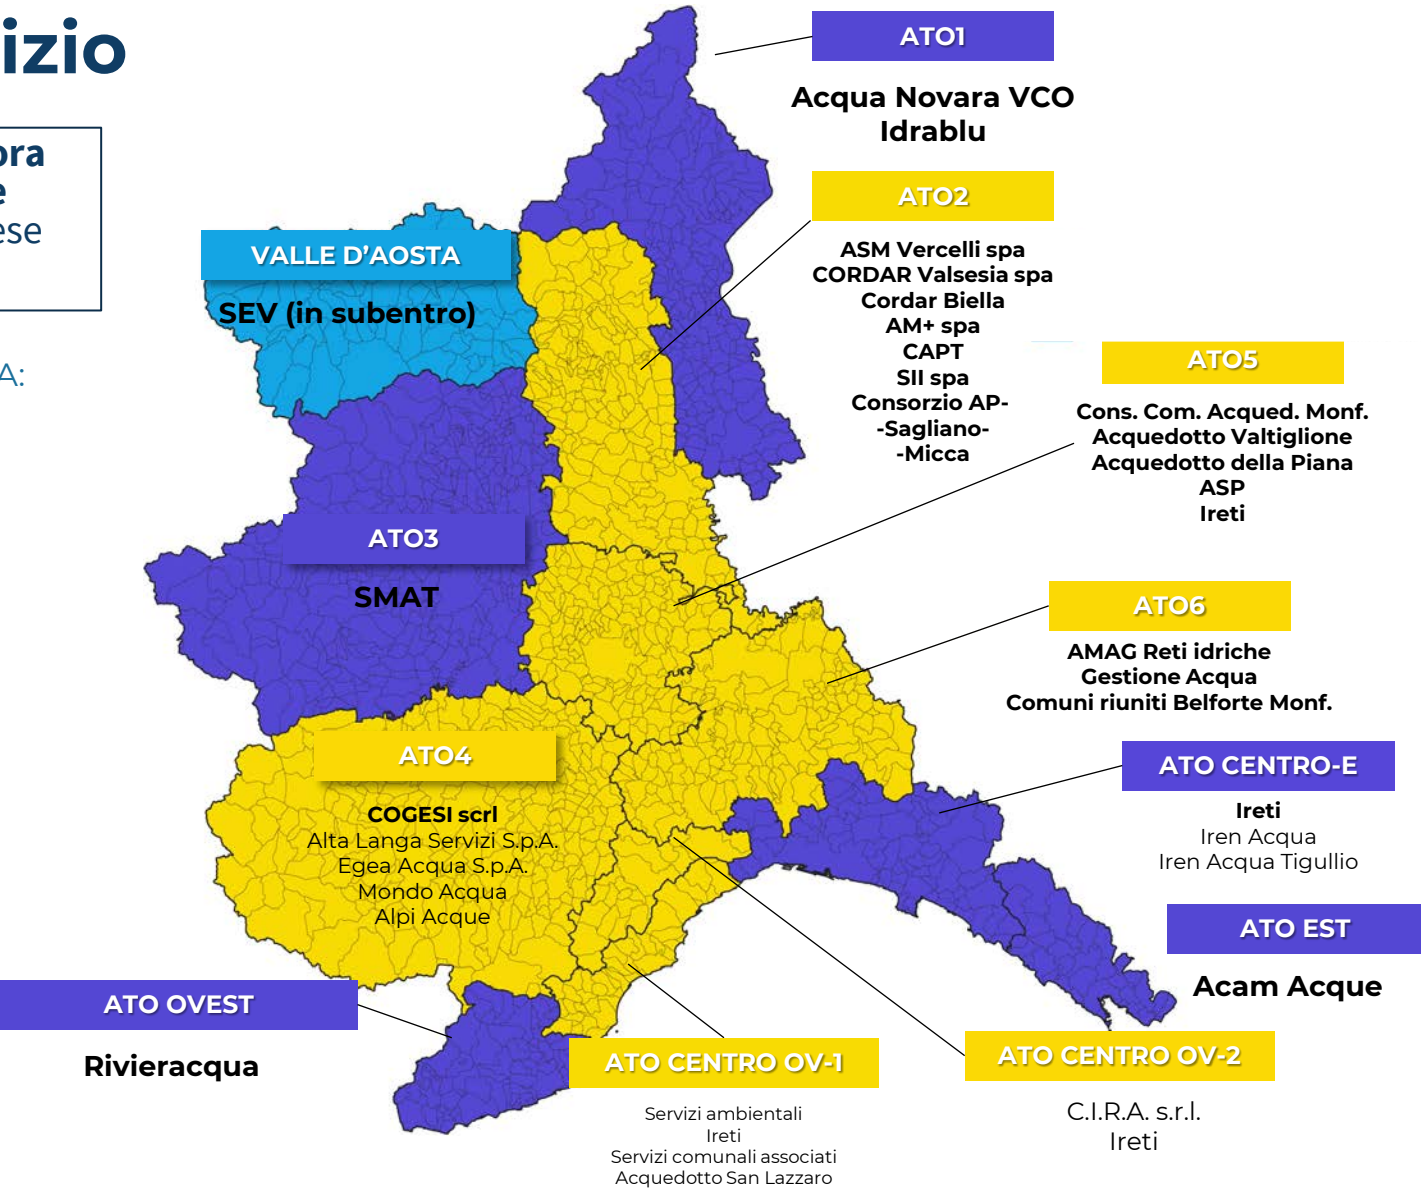 izio
ora
e
ese
A:
ATO1
Acqua Novara VCO
Idrablu
ATO2
ASM Vercelli spa
CORDAR Valsesia spa
Cordar Biella
AM+ spa
CAPT
SII spa
Consorzio AP-
-Sagliano-
-Micca
VALLE D'AOSTA
SEV (in subentro)
ATO5
Cons. Com. Acqued. Monf.
Acquedotto Valtiglione
Acquedotto della Piana
ASP
Ireti
ATO3
SMAT
ATO6
AMAG Reti idriche
Gestione Acqua
Comuni riuniti Belforte Monf.
ATO4
COGESI scrl
Alta Langa Servizi S.p.A.
Egea Acqua S.p.A.
Mondo Acqua
Alpi Acque
ATO CENTRO-E
Ireti
Iren Acqua
Iren Acqua Tigullio
ATO EST
Acam Acque
ATO OVEST
Rivieracqua
ATO CENTRO OV-1
Servizi ambientali
Ireti
Servizi comunali associati
Acquedotto San Lazzaro
ATO CENTRO OV-2
C.I.R.A. s.r.l.
Ireti